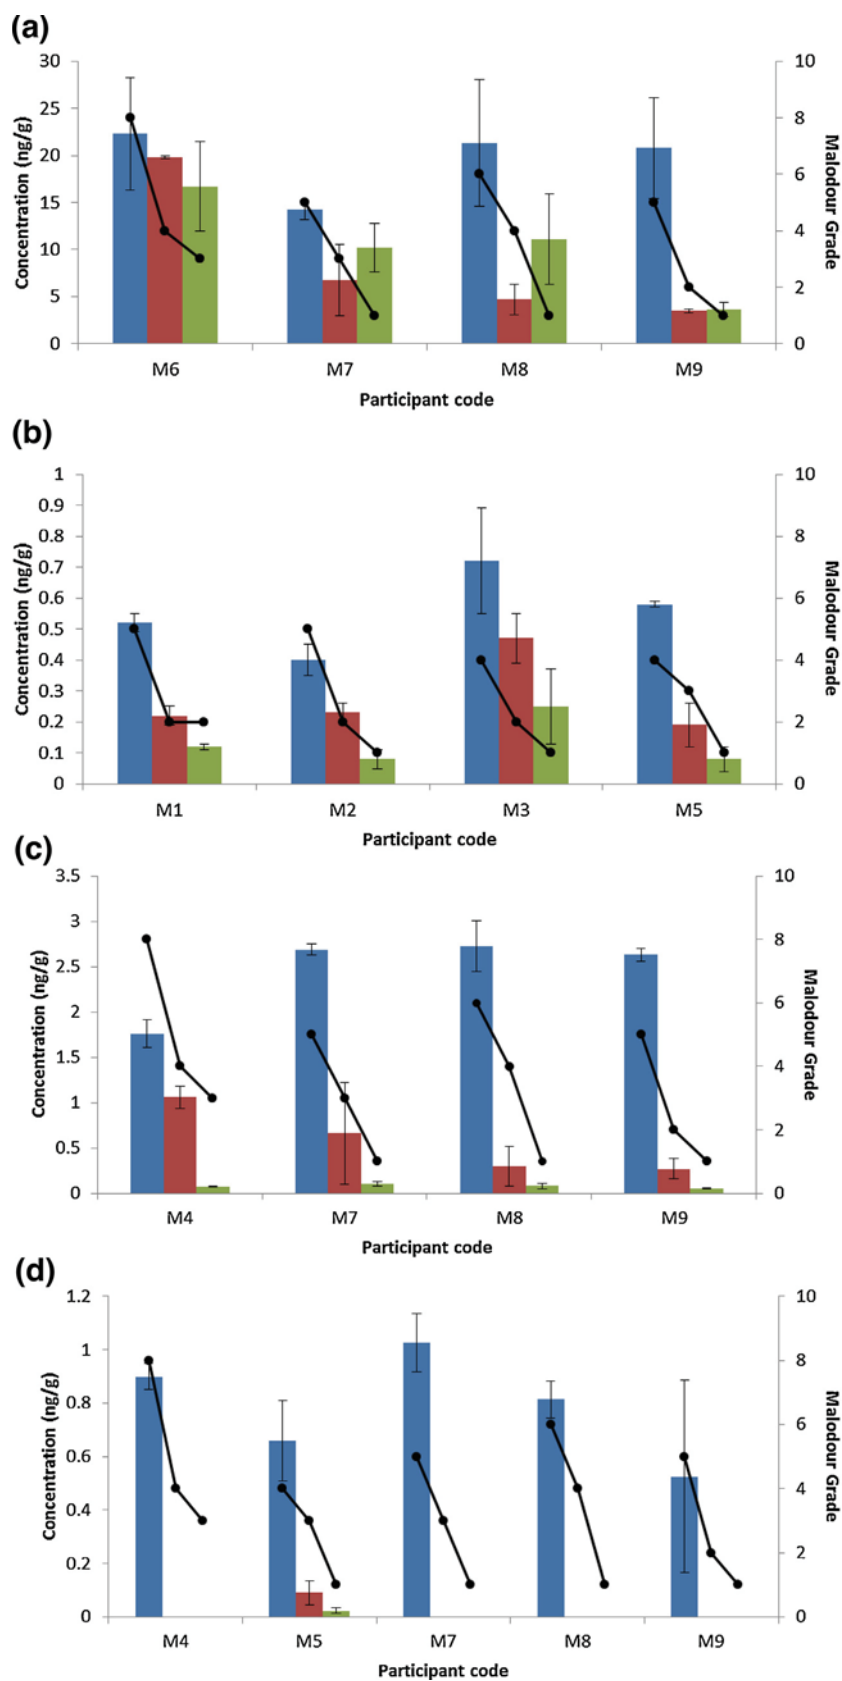 (a)
30
25
20
15
10
5
0
Concentration (ng/g)
10
8
6
4
2
0
Malodour Grade
M6 M7 M8 M9
Participant code
(b)
1
0.9
0.8
0.7
0.6
0.5
0.4
0.3
0.2
0.1
0
Concentration (ng/g)
10
8
6
4
2
0
Malodour Grade
M1 M2 M3 M5
Participant code
(c)
3.5
3
2.5
2
1.5
1
0.5
0
Concentration (ng/g)
10
8
6
4
2
0
Malodour Grade
M4 M7 M8 M9
Participant code
(d)
1.2
1
0.8
0.6
0.4
0.2
0
Concentration (ng/g)
10
8
6
4
2
0
Malodour Grade
M4 M5 M7 M8 M9
Participant code